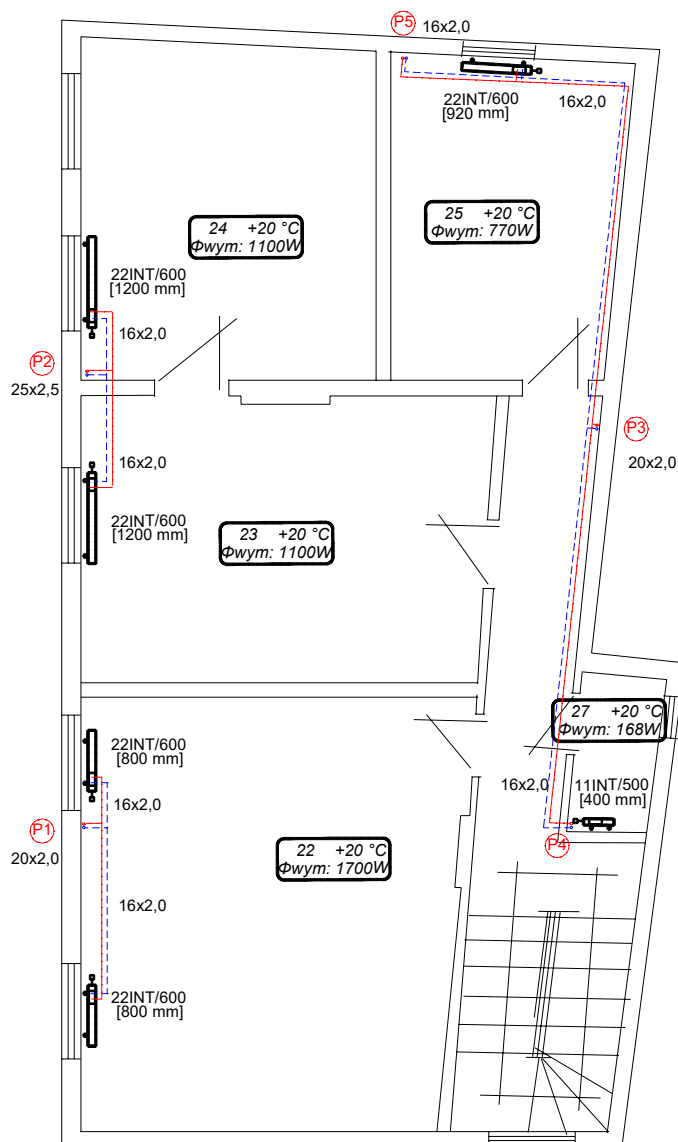 P5 16x2,0
22INT/600
[920 mm]
16x2,0
24 +20 °C
Φwym: 1100W
25 +20 °C
Φwym: 770W
22INT/600
[1200 mm]
16x2,0
P2
25x2,5
P3
20x2,0
16x2,0
22INT/600
[1200 mm]
23 +20 °C
Φwym: 1100W
27 +20 °C
Φwym: 168W
22INT/600
[800 mm]
16x2,0
16x2,0
11INT/500
[400 mm]
P1
20x2,0
P4
22 +20 °C
Φwym: 1700W
16x2,0
22INT/600
[800 mm]